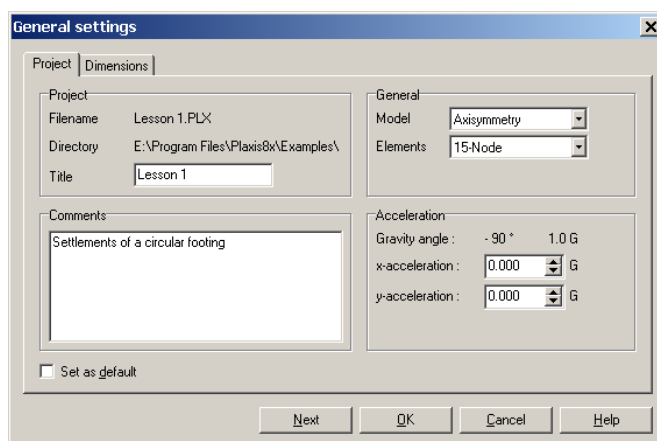 General settings
Project
Dimensions
Project
Filename Lesson 1.PLX
Directory E:\Program Files\Plaxis8x\Examples\
Title Lesson 1
General
Model Axisymmetry
Elements 15-Node
Comments
Settlements of a circular footing
Acceleration
Gravity angle : - 90 ° 1.0 G
x-acceleration : 0.000 G
y-acceleration : 0.000 G
Set as default
Next
OK
Cancel
Help